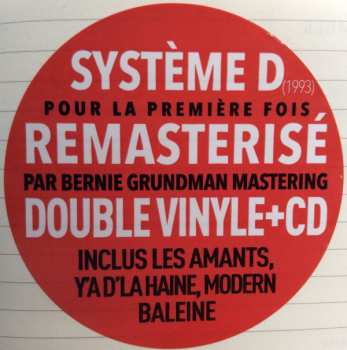 SYSTÈME D (1993)
POUR LA PREMIÈRE FOIS
REMASTERISÉ
PAR BERNIE GRUNDMAN MASTERING
DOUBLE VINYLE+CD
INCLUS LES AMANTS,
Y'A D'LA HAINE, MODERN
BALEINE